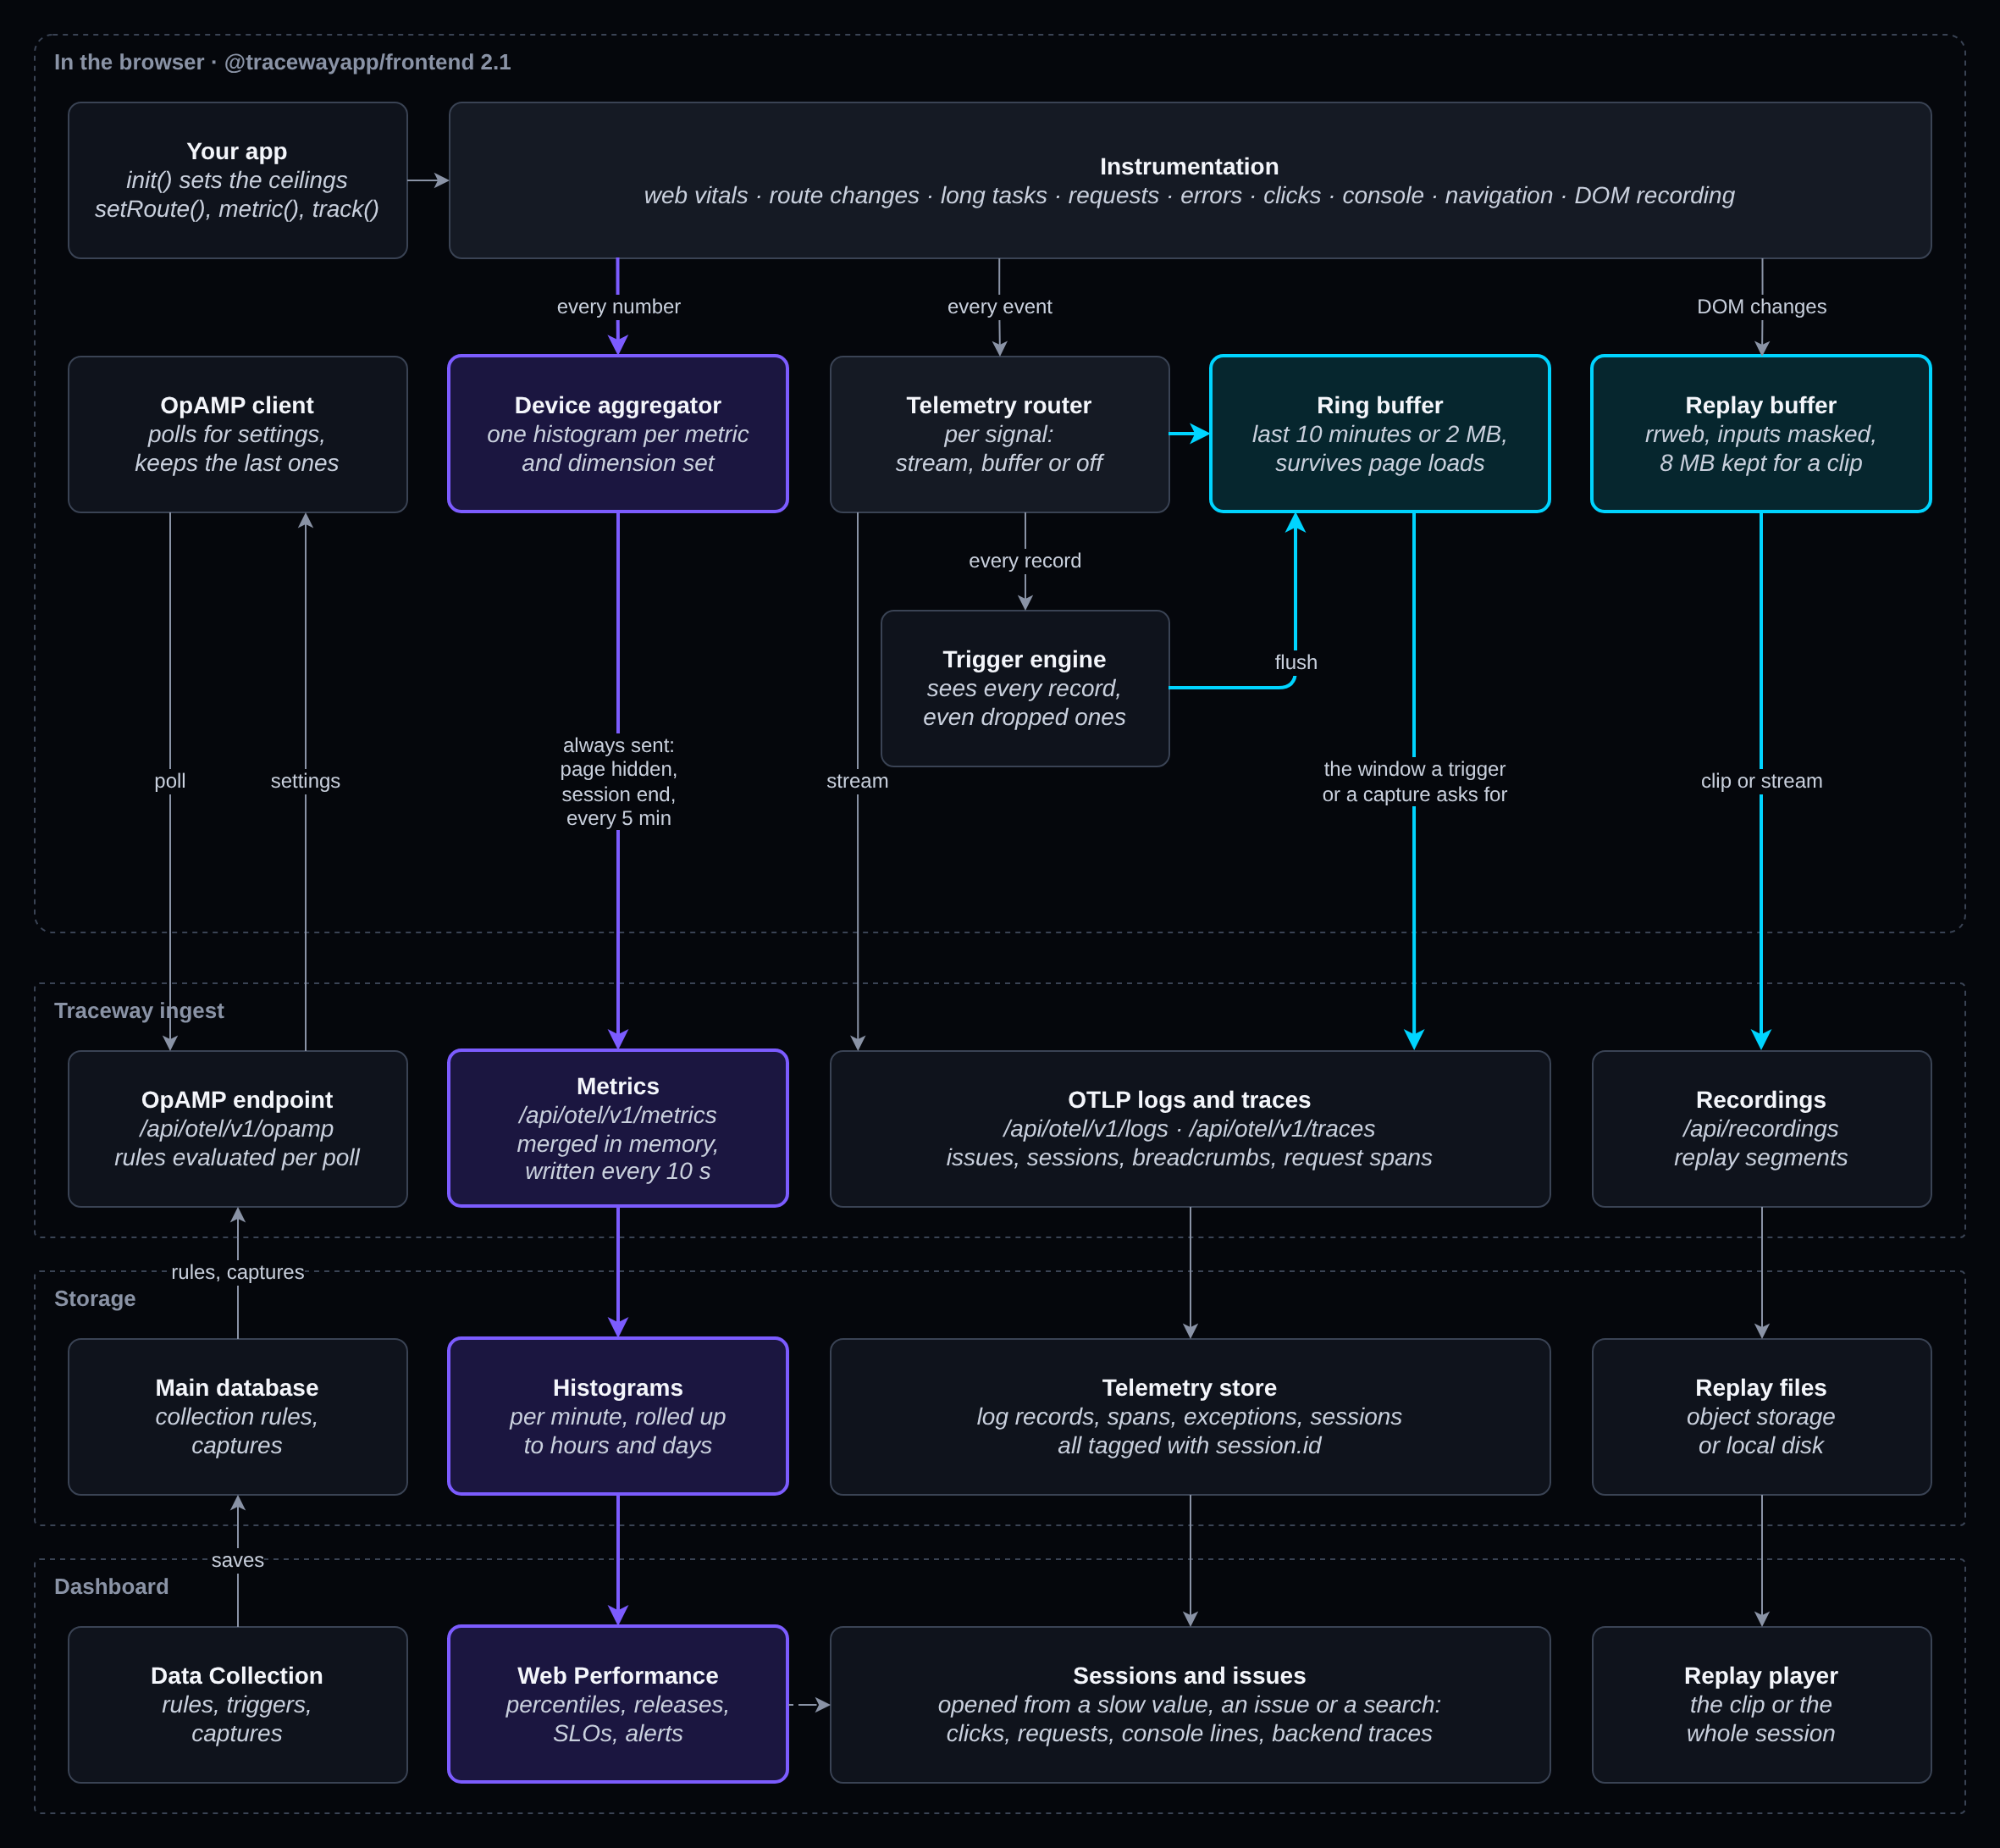 In the browser · @tracewayapp/frontend 2.1
Your app
init() sets the ceilings
setRoute(), metric(), track()
Instrumentation
web vitals · route changes · long tasks · requests · errors · clicks · console · navigation · DOM recording
every number
every event
DOM changes
OpAMP client
polls for settings,
keeps the last ones
Device aggregator
one histogram per metric
and dimension set
Telemetry router
per signal:
stream, buffer or off
Ring buffer
last 10 minutes or 2 MB,
survives page loads
Replay buffer
rrweb, inputs masked,
8 MB kept for a clip
every record
Trigger engine
sees every record,
even dropped ones
flush
poll
settings
always sent:
page hidden,
session end,
every 5 min
stream
the window a trigger
or a capture asks for
clip or stream
Traceway ingest
OpAMP endpoint
/api/otel/v1/opamp
rules evaluated per poll
Metrics
/api/otel/v1/metrics
merged in memory,
written every 10 s
OTLP logs and traces
/api/otel/v1/logs · /api/otel/v1/traces
issues, sessions, breadcrumbs, request spans
Recordings
/api/recordings
replay segments
rules, captures
Storage
Main database
collection rules,
captures
Histograms
per minute, rolled up
to hours and days
Telemetry store
log records, spans, exceptions, sessions
all tagged with session.id
Replay files
object storage
or local disk
saves
Dashboard
Data Collection
rules, triggers,
captures
Web Performance
percentiles, releases,
SLOs, alerts
Sessions and issues
opened from a slow value, an issue or a search:
clicks, requests, console lines, backend traces
Replay player
the clip or the
whole session